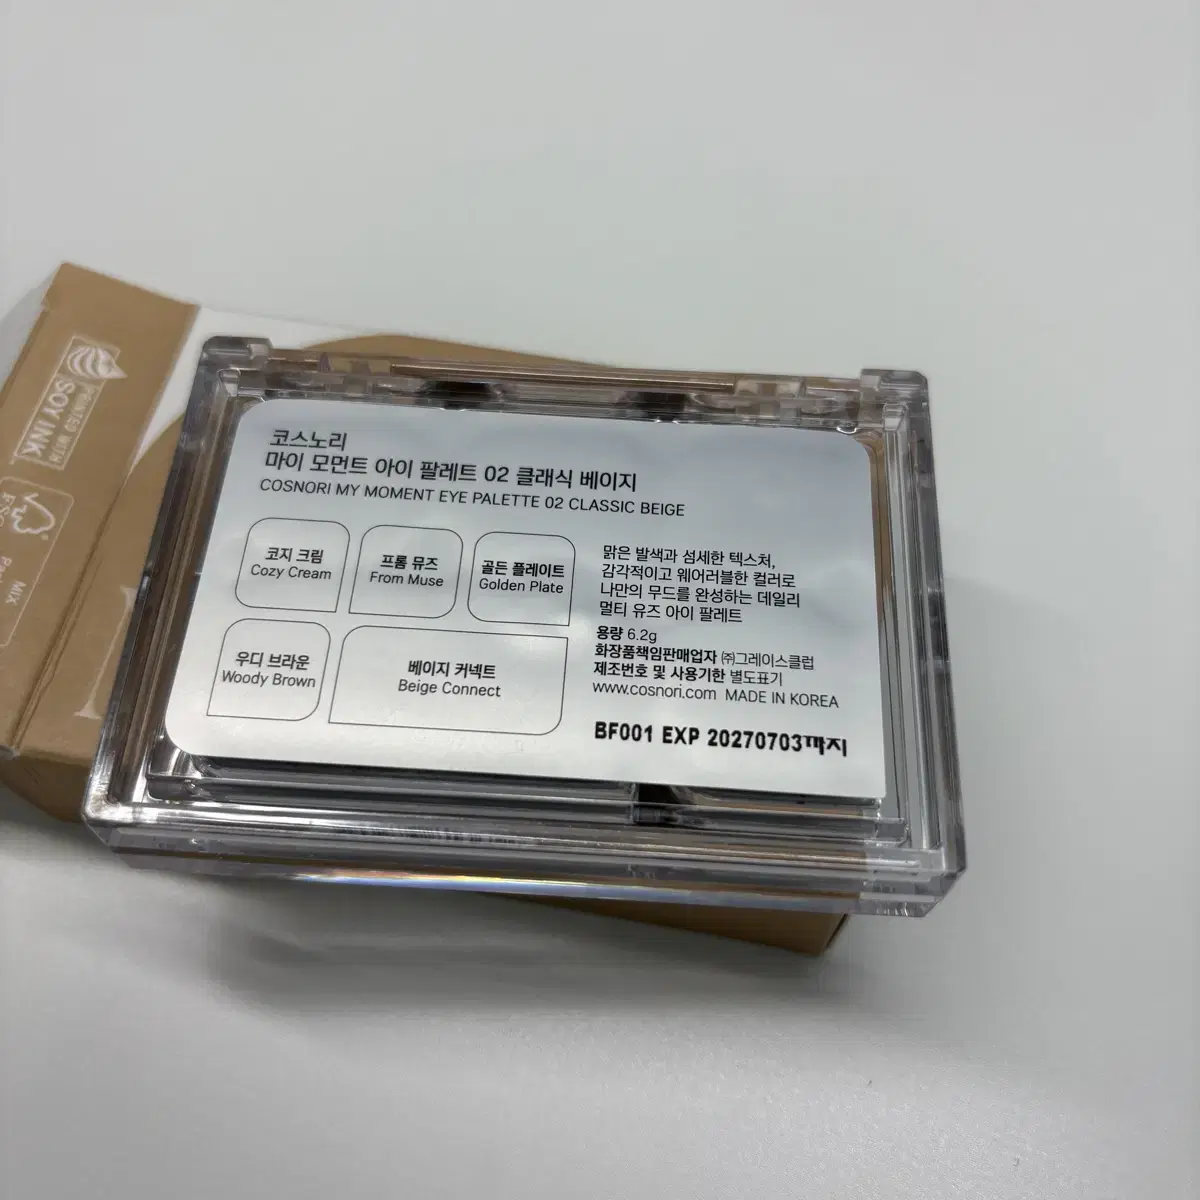 코스노리
마이 모먼트 아이 팔레트 02 클래식 베이지
COSNORI MY MOMENT EYE PALETTE 02 CLASSIC BEIGE
코지 크림
Cozy Cream
프롬 뮤즈
From Muse
골든 플레이트
Golden Plate
우디 브라운
Woody Brown
베이지 커넥트
Beige Connect
맑은 발색과 섬세한 텍스처,
감각적이고 웨어러블한 컬러로
나만의 무드를 완성하는 데일리
멀티 유즈 아이 팔레트
용량 6.2g
화장품책임판매업자 ㈜그레이스클럽
제조번호 및 사용기한 별도표기
www.cosnori.com MADE IN KOREA
BF001 EXP 20270703까지
PRINTED WITH
SOY INK
FSC
MIX